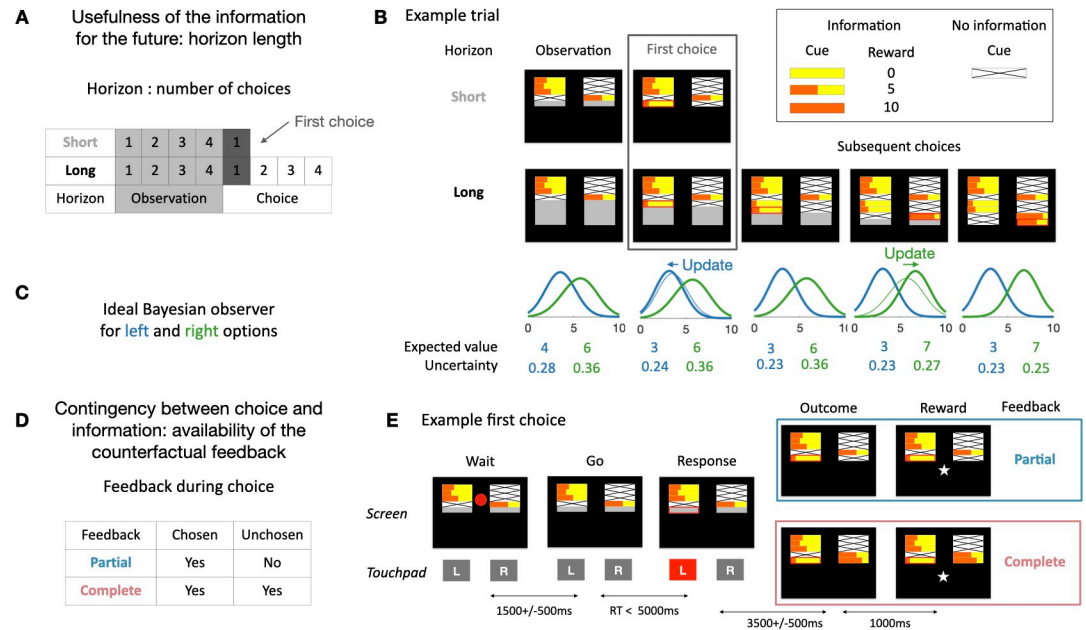 A
Usefulness of the information
for the future: horizon length
Horizon : number of choices
First choice
Short 1 2 3 4 1
Long 1 2 3 4 1 2 3 4
Horizon Observation Choice
B Example trial
Horizon Observation First choice
Short
Long
Information No information
Cue Reward Cue
0
5
10
Subsequent choices
C
Ideal Bayesian observer
for left and right options
Update
Update
0 5 10 0 5 10 0 5 10 0 5 10 0 5 10
Expected value 4 6 3 6 3 6 3 7 3 7
Uncertainty 0.28 0.36 0.24 0.36 0.23 0.36 0.23 0.27 0.23 0.25
D
Contingency between choice and
information: availability of the
counterfactual feedback
Feedback during choice
Feedback Chosen Unchosen
Partial Yes No
Complete Yes Yes
E Example first choice
Wait Go Response
Screen
Touchpad L R L R L R
1500+/-500ms RT < 5000ms
3500+/-500ms 1000ms
Outcome Reward Feedback
Partial
Complete